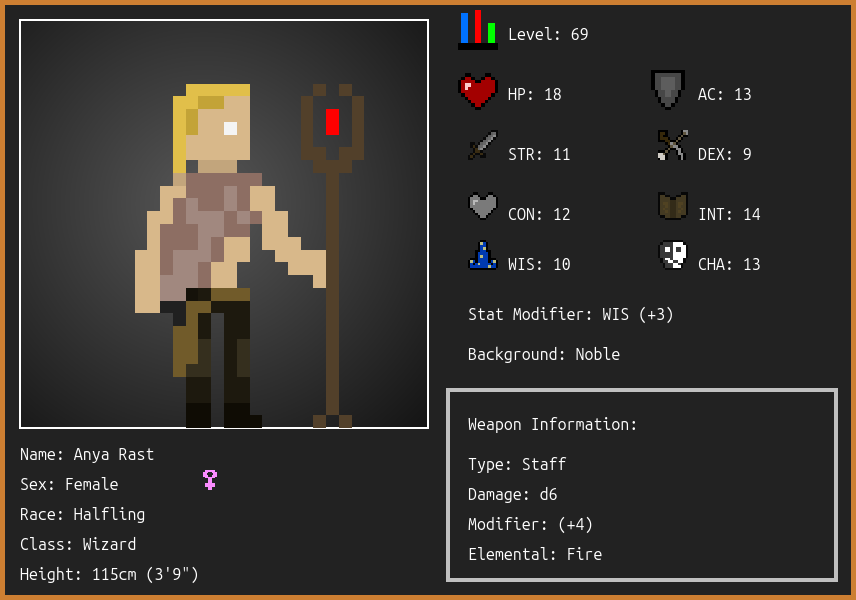 Level: 69
HP: 18
AC: 13
STR: 11
DEX: 9
CON: 12
INT: 14
WIS: 10
CHA: 13
Stat Modifier: WIS (+3)
Background: Noble
Weapon Information:
Type: Staff
Damage: d6
Modifier: (+4)
Elemental: Fire
Name: Anya Rast
Sex: Female
Race: Halfling
Class: Wizard
Height: 115cm (3'9")